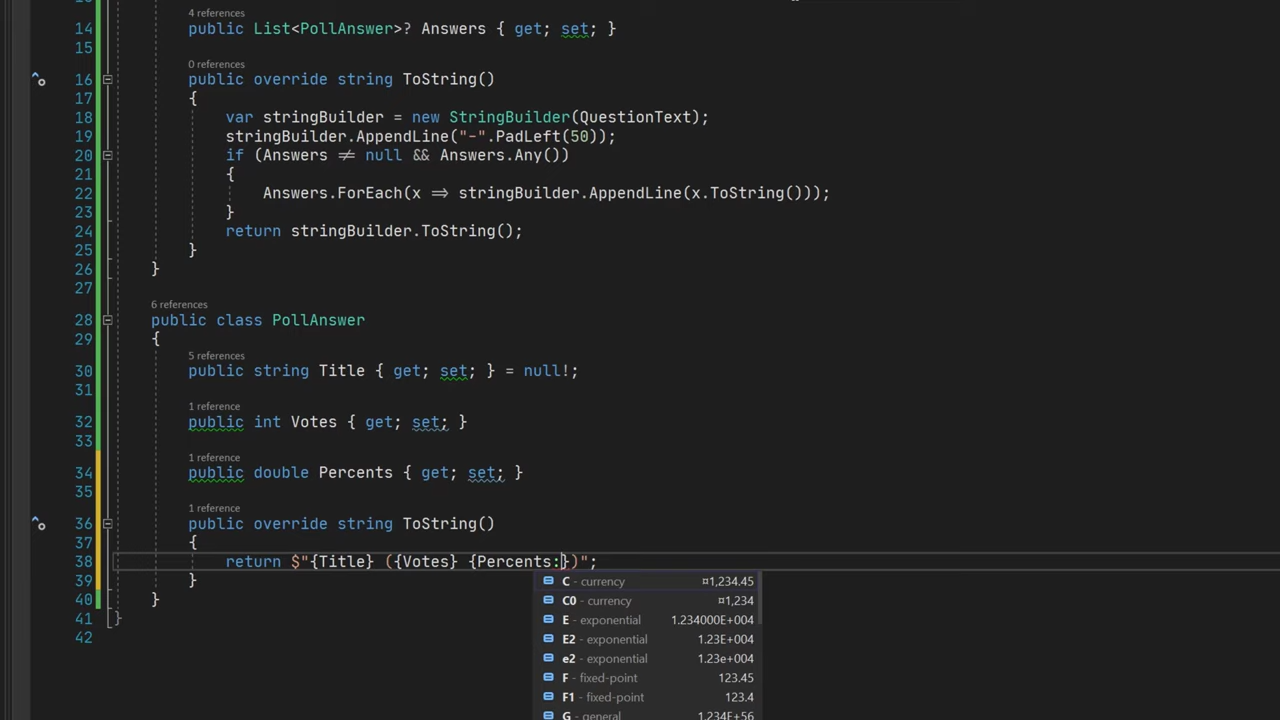 4 references
14 public List<PollAnswer>? Answers { get; set; }
15
0 references
16 public override string ToString()
17 {
18 var stringBuilder = new StringBuilder(QuestionText);
19 stringBuilder.AppendLine("-".PadLeft(50));
20 if (Answers ≠ null && Answers.Any())
21 {
22 Answers.ForEach(x ⇒ stringBuilder.AppendLine(x.ToString()));
23 }
24 return stringBuilder.ToString();
25 }
26 }
27
6 references
28 public class PollAnswer
29 {
5 references
30 public string Title { get; set; } = null!;
31
1 reference
32 public int Votes { get; set; }
33
1 reference
34 public double Percents { get; set; }
35
1 reference
36 public override string ToString()
37 {
38 return $"{Title} ({Votes} {Percents:})";
39 }
C - currency ¤1,234.45
40 }
C0 - currency ¤1,234
41 }
E - exponential 1.234000E+004
42
E2 - exponential 1.23E+004
e2 - exponential 1.23e+004
F - fixed-point 123.45
F1 - fixed-point 123.4
G - general 1.234E+56